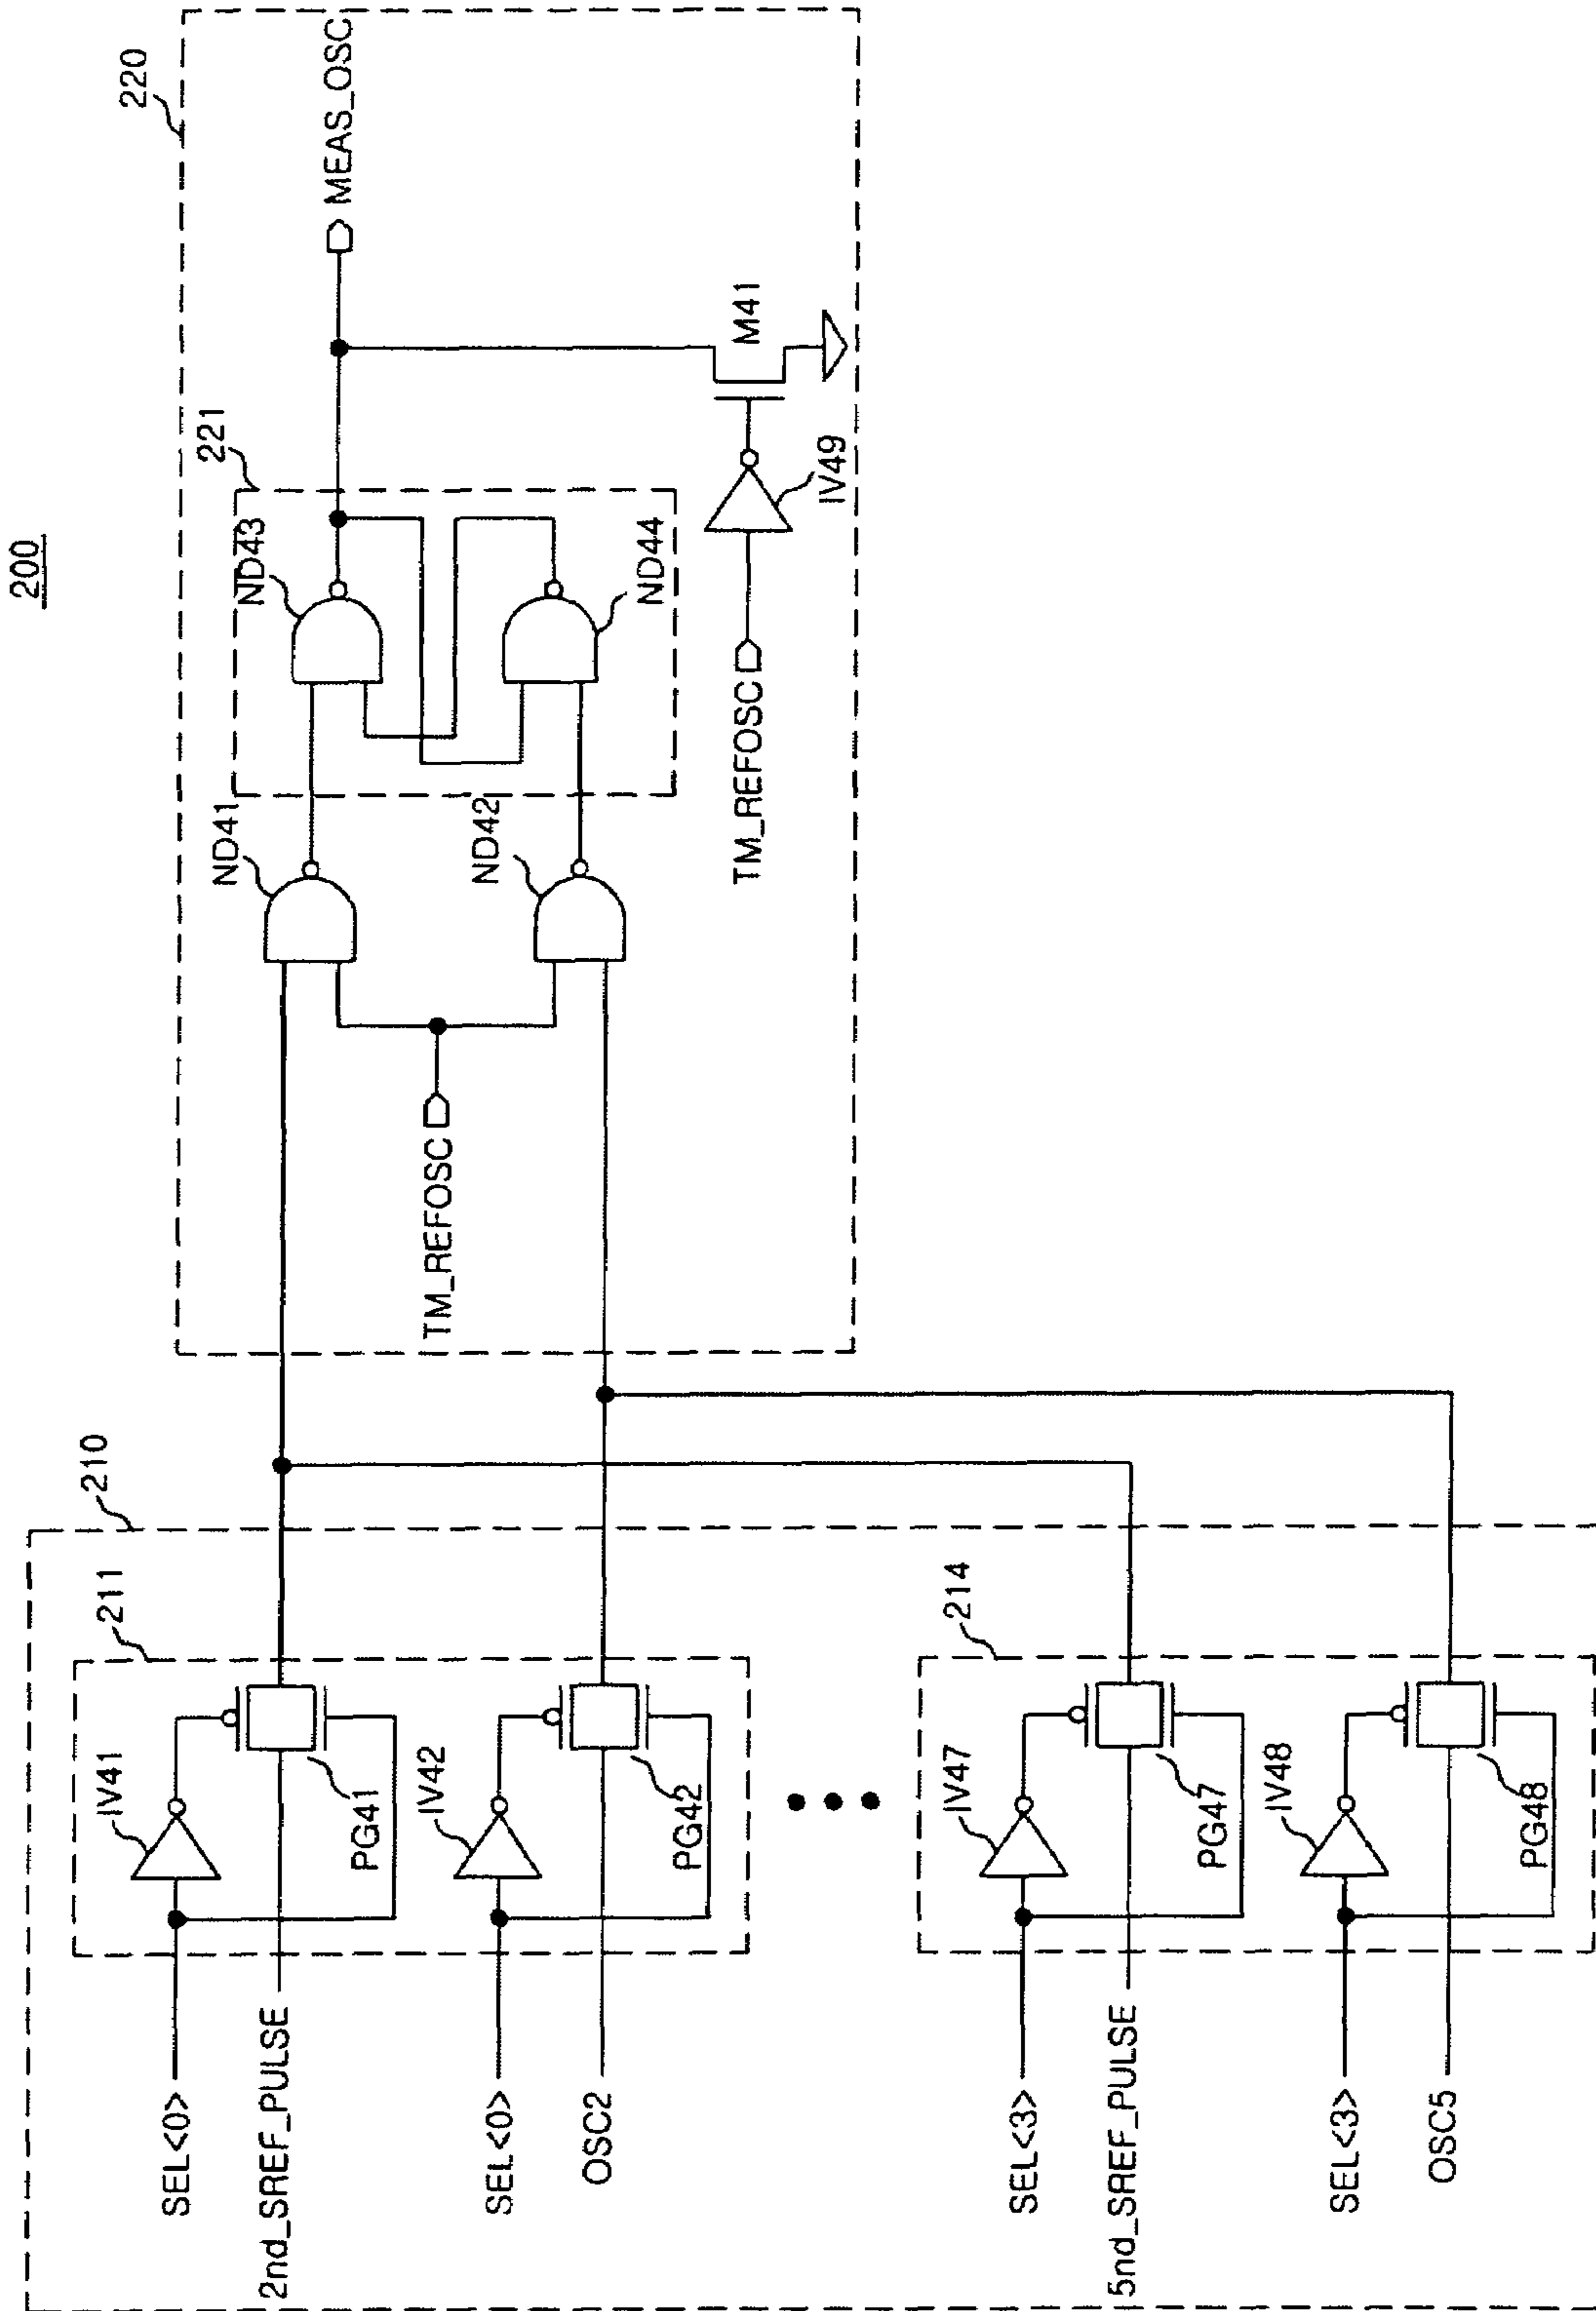 200
220
MEAS_OSC
221
ND43
ND44
M41
IV49
TM_REFOSC
ND41
ND42
TM_REFOSC
210
211
IV41
PG41
IV42
PG42
214
IV47
PG47
IV48
PG48
SEL<0>
2nd_SREF_PULSE
SEL<0>
OSC2
SEL<3>
5nd_SREF_PULSE
SEL<3>
OSC5